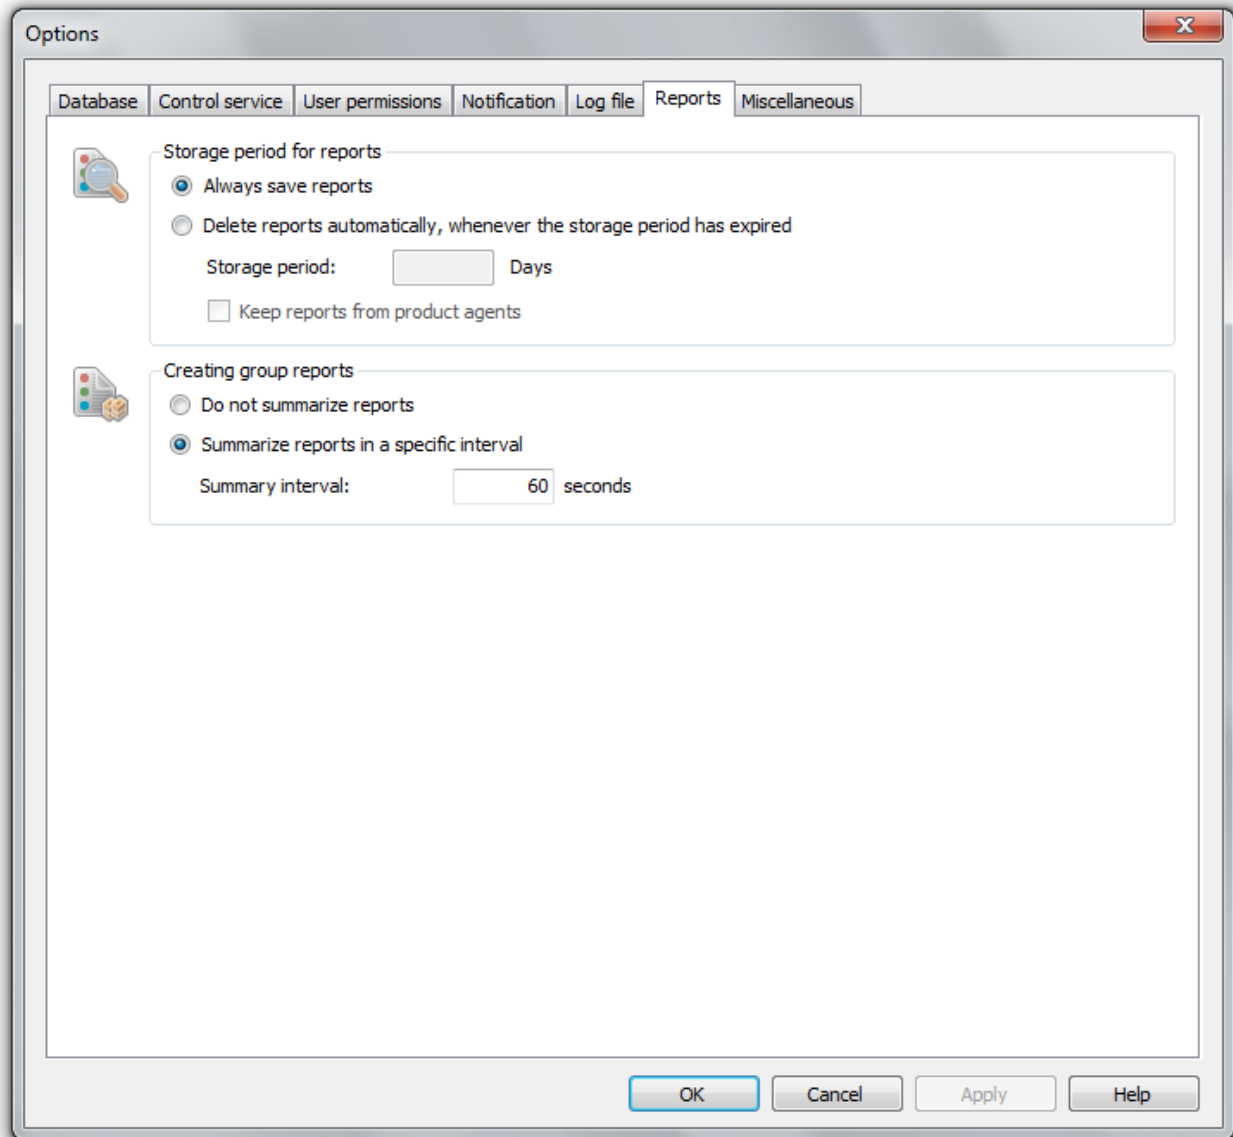 Options
X
Database Control service User permissions Notification Log file Reports Miscellaneous
Storage period for reports
Always save reports
Delete reports automatically, whenever the storage period has expired
Storage period: Days
Keep reports from product agents
Creating group reports
Do not summarize reports
Summarize reports in a specific interval
Summary interval: 60 seconds
OK Cancel Apply Help